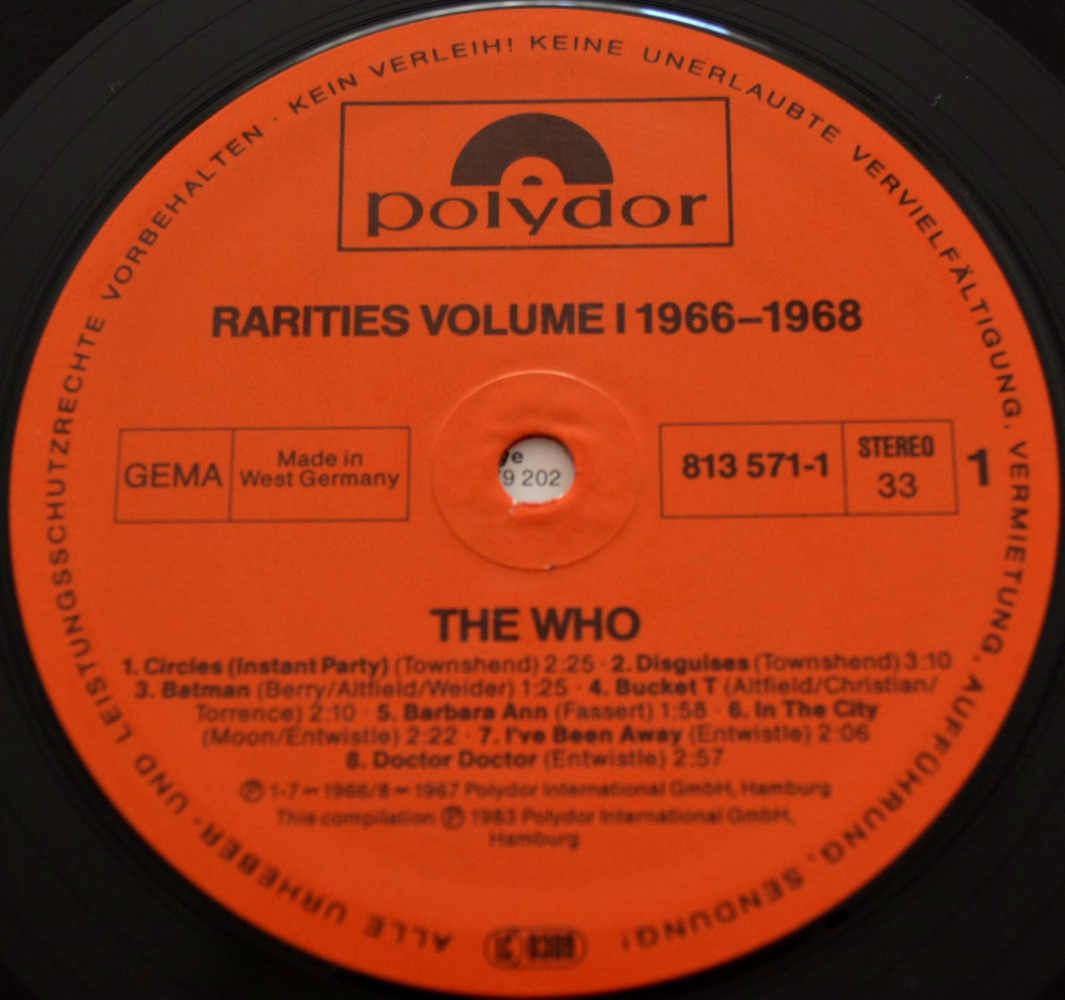 ALLE URHEBER- UND LEISTUNGSSCHUTZRECHTE VORBEHALTEN · KEIN VERLEIH! KEINE UNERLAUBTE VERVIELFÄLTIGUNG, VERMIETUNG, AUFFÜHRUNG, SENDUNG!
polydor
RARITIES VOLUME I 1966–1968
GEMA
Made in
West Germany
9 202
813 571-1
STEREO
33
1
THE WHO
1. Circles (Instant Party) (Townshend) 2:25 · 2. Disguises (Townshend) 3:10
3. Batman (Berry/Altfield/Weider) 1:25 · 4. Bucket T (Altfield/Christian/
Torrence) 2:10 · 5. Barbara Ann (Fassert) 1:58 · 6. In The City
(Moon/Entwistle) 2:22 · 7. I've Been Away (Entwistle) 2:06
8. Doctor Doctor (Entwistle) 2:57
Ⓟ 1-7 – 1966/8 – 1967 Polydor International GmbH, Hamburg
This compilation Ⓟ 1983 Polydor International GmbH,
Hamburg